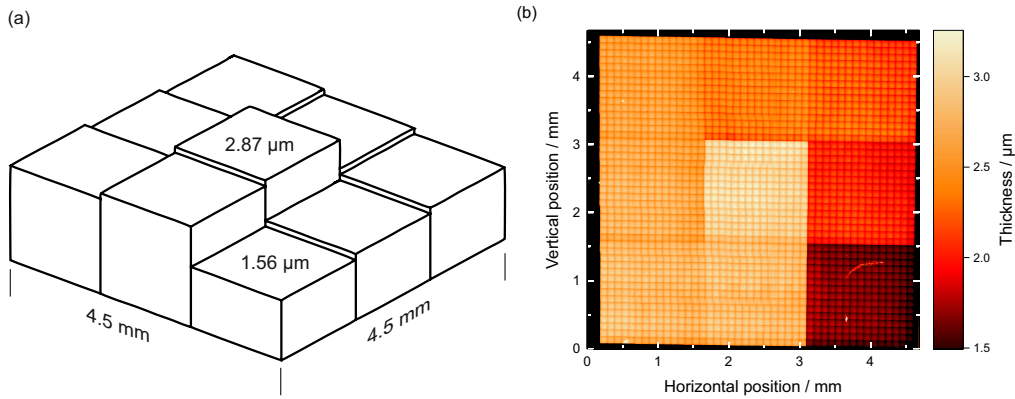 (a)
2.87 µm
1.56 µm
4.5 mm
4.5 mm
(b)
Vertical position / mm
4
3
2
1
0
0
1
2
3
4
Horizontal position / mm
3.0
2.5
2.0
1.5
Thickness / µm